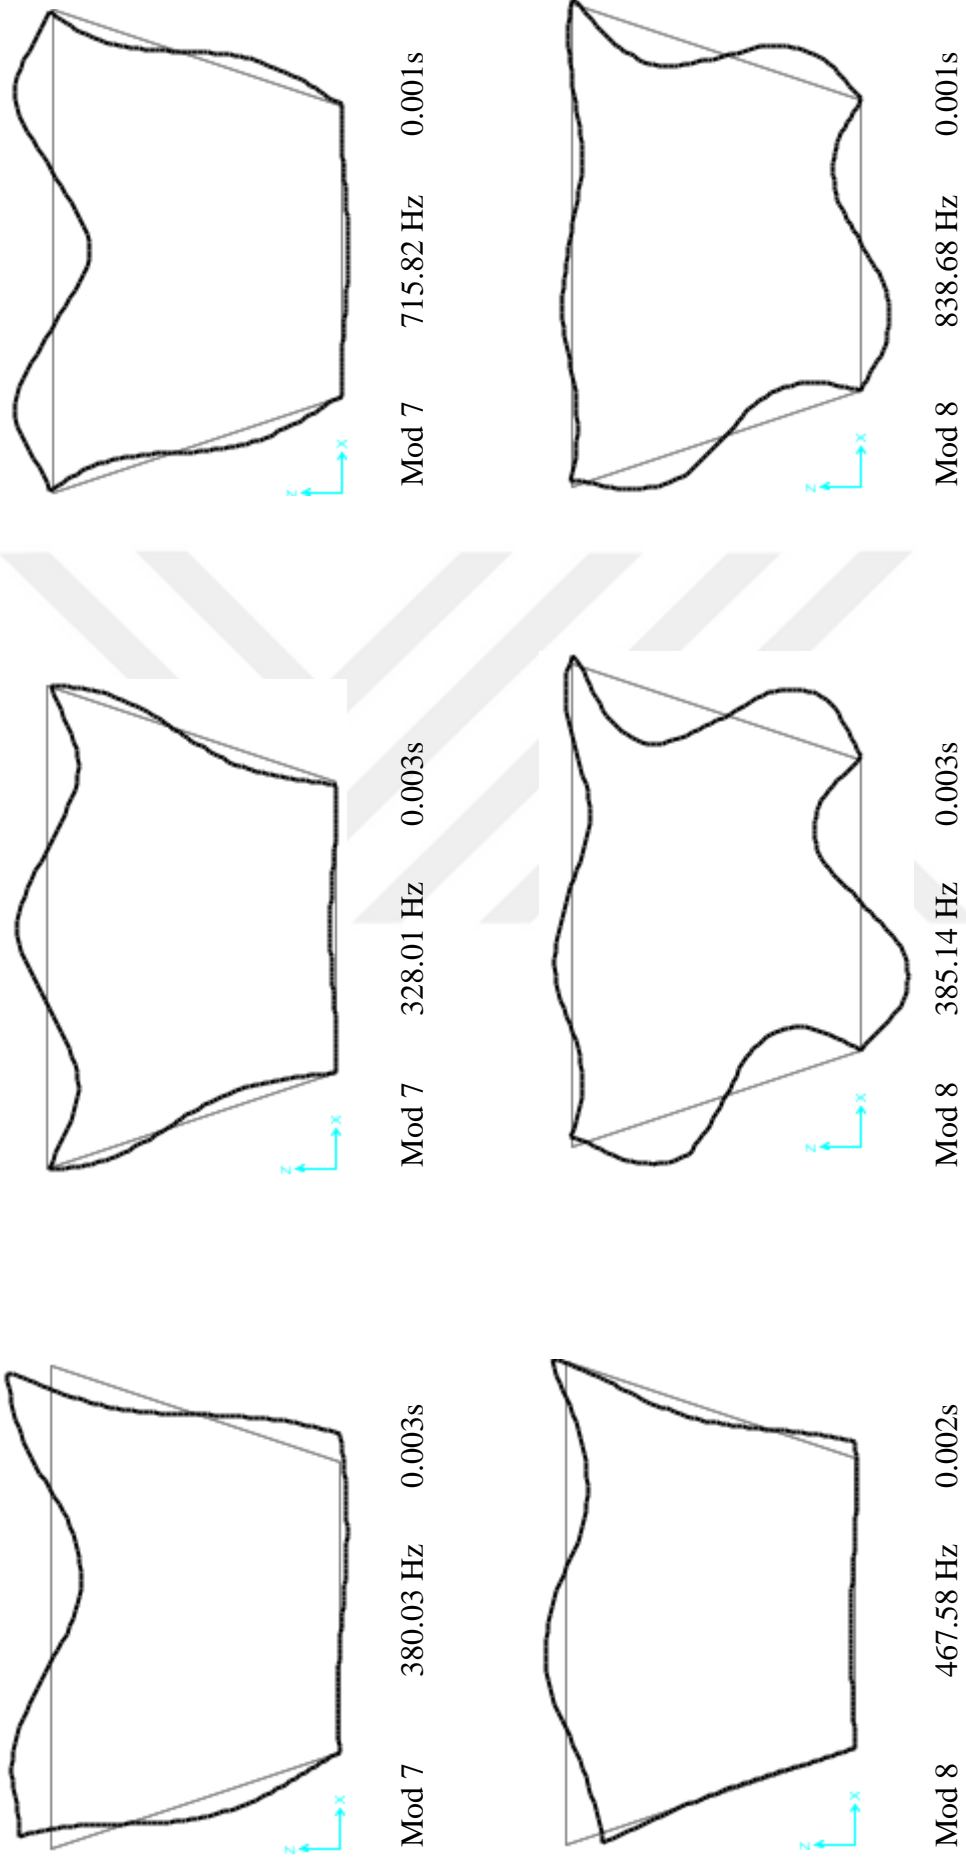 z
x
Mod 7 715.82 Hz 0.001s
z
x
Mod 8 838.68 Hz 0.001s
z
x
Mod 7 328.01 Hz 0.003s
z
x
Mod 8 385.14 Hz 0.003s
z
x
Mod 7 380.03 Hz 0.003s
z
x
Mod 8 467.58 Hz 0.002s